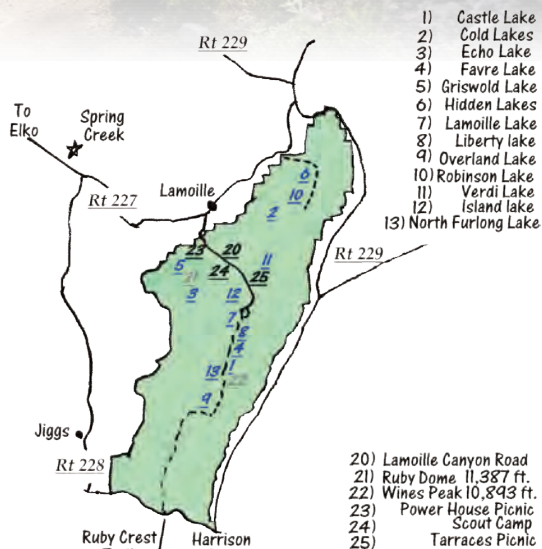 Rt 229
1) Castle Lake
2) Cold Lakes
3) Echo Lake
4) Favre Lake
5) Griswold Lake
6) Hidden Lakes
7) Lamoille Lake
8) Liberty lake
9) Overland Lake
10) Robinson Lake
11) Verdi Lake
12) Island lake
13) North Furlong Lake
To
Elko
Spring
Creek
Rt 227
Lamoille
6
10
2
23
20
Rt 229
5
21
24
11
25
3
12
7
8
4
13
1
22
9
Jiggs
Rt 228
20) Lamoille Canyon Road
21) Ruby Dome 11,387 ft.
22) Wines Peak 10,893 ft.
23) Power House Picnic
24) Scout Camp
25) Tarraces Picnic
Ruby Crest
Harrison